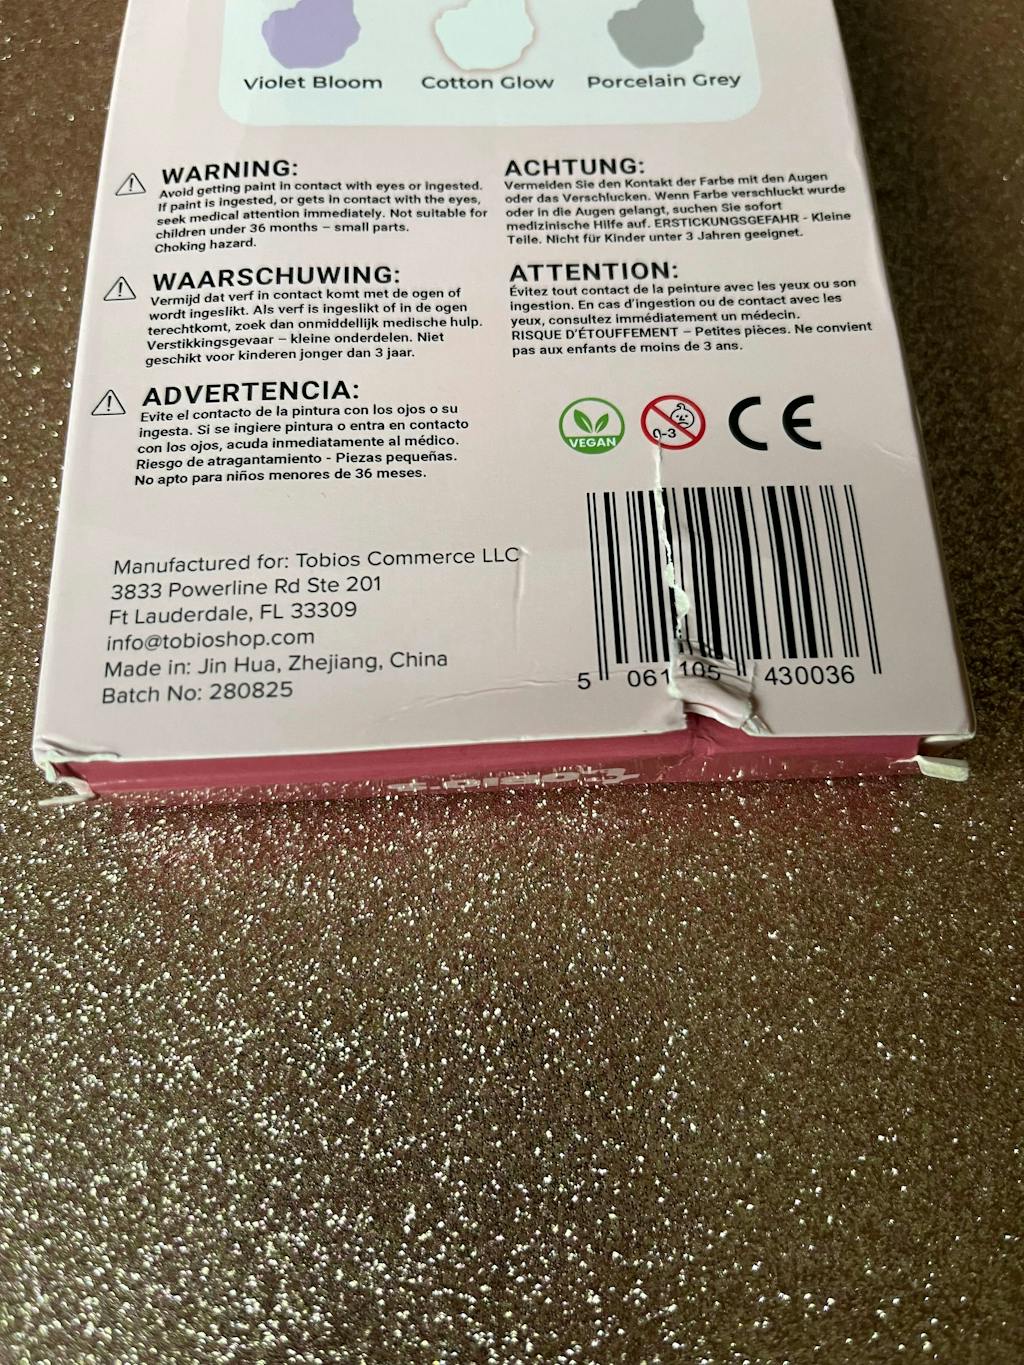 Violet Bloom
Cotton Glow
Porcelain Grey
WARNING:
Avoid getting paint in contact with eyes or ingested.
If paint is ingested, or gets in contact with the eyes,
seek medical attention immediately. Not suitable for
children under 36 months – small parts.
Choking hazard.
WAARSCHUWING:
Vermijd dat verf in contact komt met de ogen of
wordt ingeslikt. Als verf is ingeslikt of in de ogen
terechtkomt, zoek dan onmiddellijk medische hulp.
Verstikkingsgevaar – kleine onderdelen. Niet
geschikt voor kinderen jonger dan 3 jaar.
ADVERTENCIA:
Evite el contacto de la pintura con los ojos o su
ingesta. Si se ingiere pintura o entra en contacto
con los ojos, acuda inmediatamente al médico.
Riesgo de atragantamiento - Piezas pequeñas.
No apto para niños menores de 36 meses.
ACHTUNG:
Vermeiden Sie den Kontakt der Farbe mit den Augen
oder das Verschlucken. Wenn Farbe verschluckt wurde
oder in die Augen gelangt, suchen Sie sofort
medizinische Hilfe auf. ERSTICKUNGSGEFAHR - Kleine
Teile. Nicht für Kinder unter 3 Jahren geeignet.
ATTENTION:
Évitez tout contact de la peinture avec les yeux ou son
ingestion. En cas d'ingestion ou de contact avec les
yeux, consultez immédiatement un médecin.
RISQUE D'ÉTOUFFEMENT – Petites pièces. Ne convient
pas aux enfants de moins de 3 ans.
VEGAN
0-3
CE
Manufactured for: Tobios Commerce LLC
3833 Powerline Rd Ste 201
Ft Lauderdale, FL 33309
info@tobioshop.com
Made in: Jin Hua, Zhejiang, China
Batch No: 280825
5 061105 430036